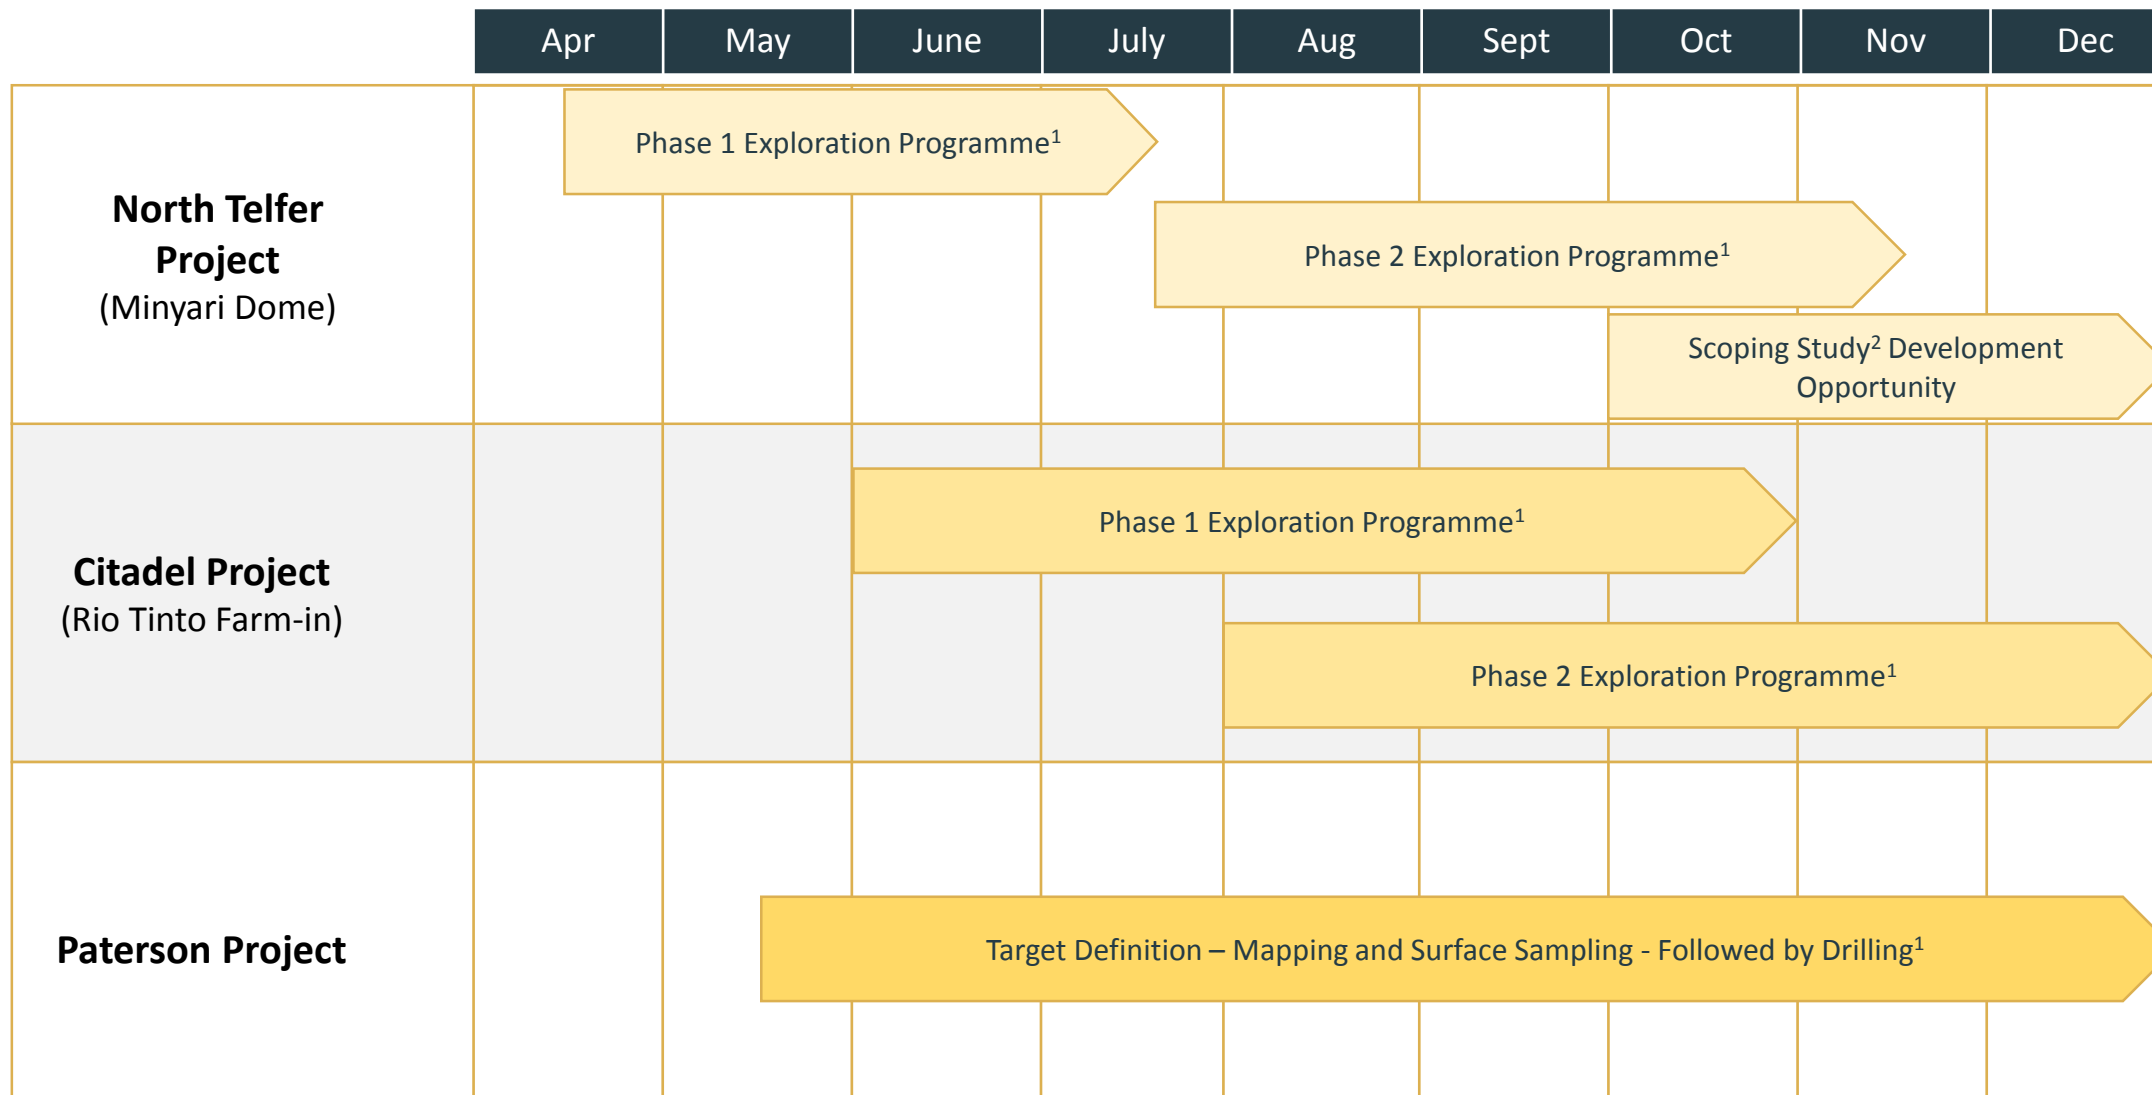 Apr May June July Aug Sept Oct Nov Dec
North Telfer
Project
(Minyari Dome)
Phase 1 Exploration Programme¹
Phase 2 Exploration Programme¹
Scoping Study² Development
Opportunity
Citadel Project
(Rio Tinto Farm-in)
Phase 1 Exploration Programme¹
Phase 2 Exploration Programme¹
Paterson Project
Target Definition – Mapping and Surface Sampling - Followed by Drilling¹